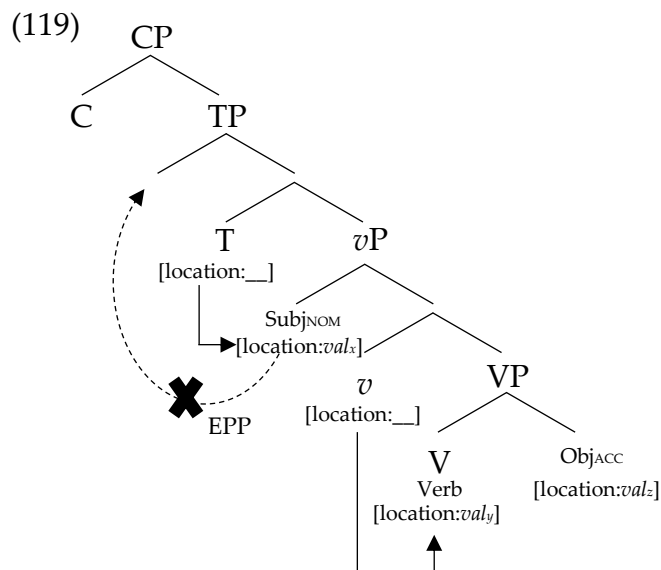 (119)
CP
C TP
T vP
[location:__]
SubjNOM
[location:valx]
v VP
[location:__]
EPP
V ObjACC
Verb [location:valz]
[location:valy]